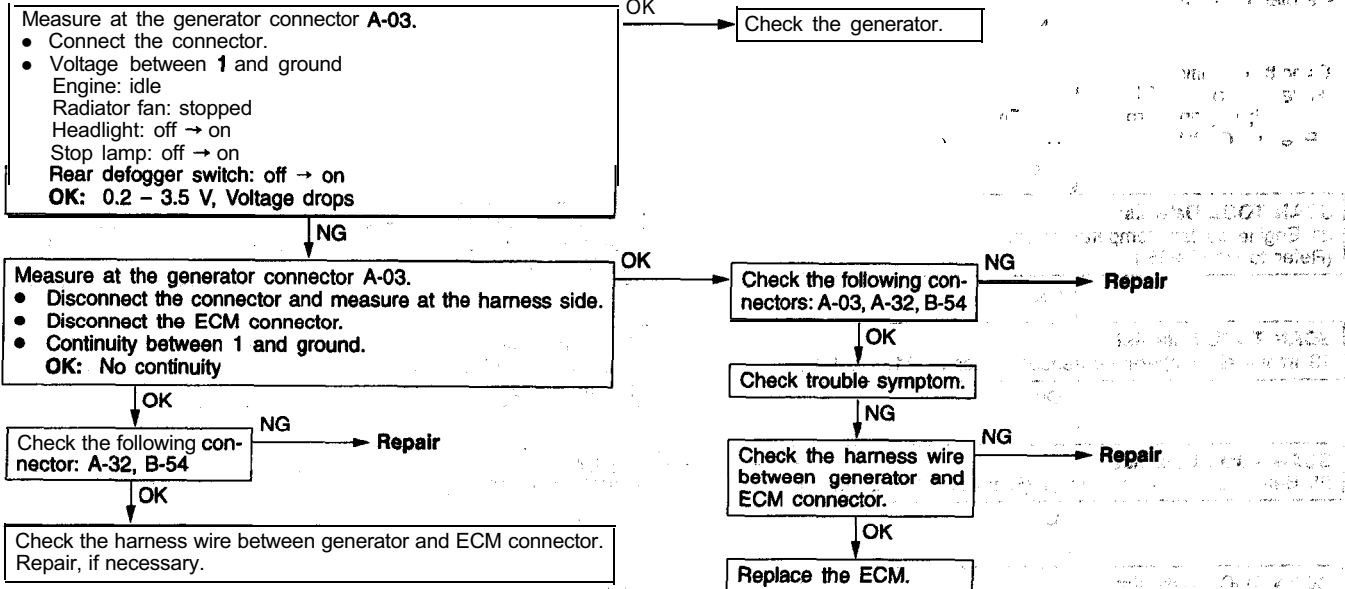 Measure at the generator connector A-03.
● Connect the connector.
● Voltage between 1 and ground
Engine: idle
Radiator fan: stopped
Headlight: off → on
Stop lamp: off → on
Rear defogger switch: off → on
OK: 0.2 – 3.5 V, Voltage drops
OK
Check the generator.
NG
Measure at the generator connector A-03.
● Disconnect the connector and measure at the harness side.
● Disconnect the ECM connector.
● Continuity between 1 and ground.
OK: No continuity
OK
Check the following con-
nectors: A-03, A-32, B-54
NG
Repair
OK
Check trouble symptom.
NG
Check the harness wire
between generator and
ECM connector.
NG
Repair
OK
Replace the ECM.
OK
Check the following con-
nector: A-32, B-54
NG
Repair
OK
Check the harness wire between generator and ECM connector.
Repair, if necessary.